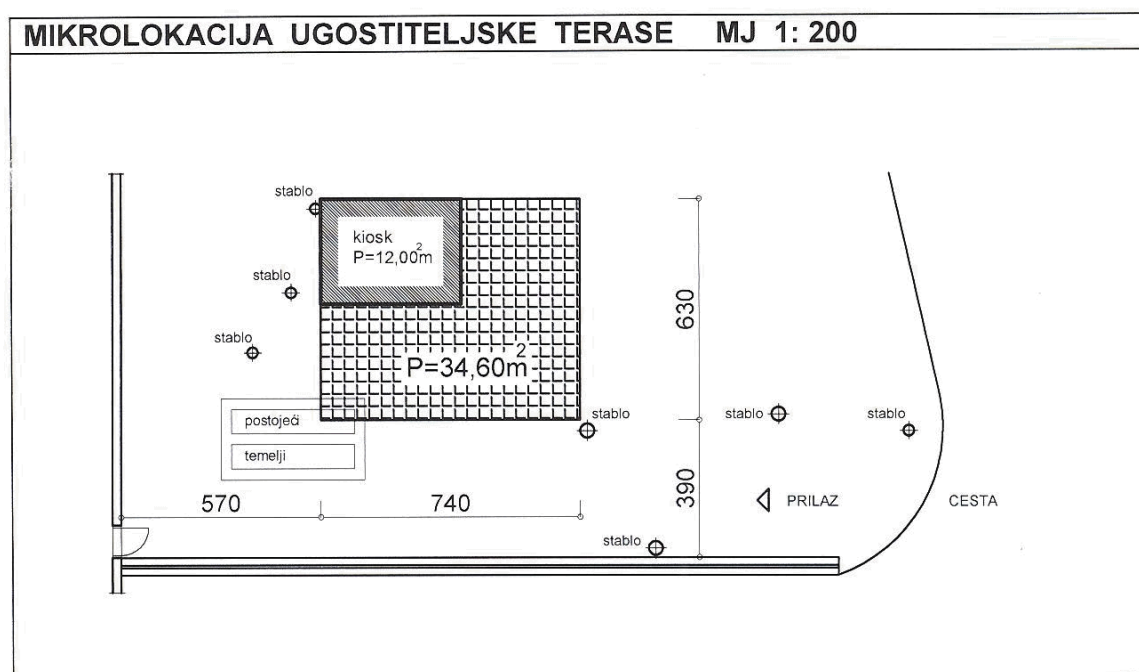 MIKROLOKACIJA UGOSTITELJSKE TERASE MJ 1: 200
stablo
kiosk
P=12,00m²
stablo
stablo
P=34,60m²
630
postojeći
temelji
stablo
stablo
stablo
570
740
390
PRILAZ
CESTA
stablo